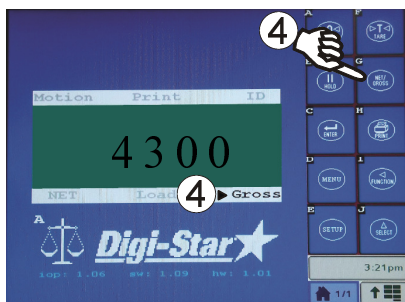 A
F
4
0
T
TARE
B
G
HOLD
NET/
GROSS
Motion Print ID
C
H
ENTER
PRINT
4300
D
I
MENU
FUNCTION
NET Load 4 Gross
E
J
SETUP
SELECT
A
Digi-Star
iop: 1.06 sw: 1.09 hw: 1.01
3:21pm
1/1